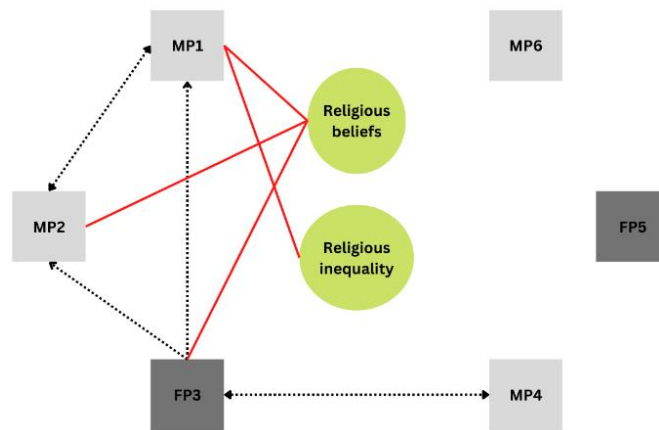 MP1
MP6
Religious
beliefs
MP2
FP5
Religious
inequality
FP3
MP4